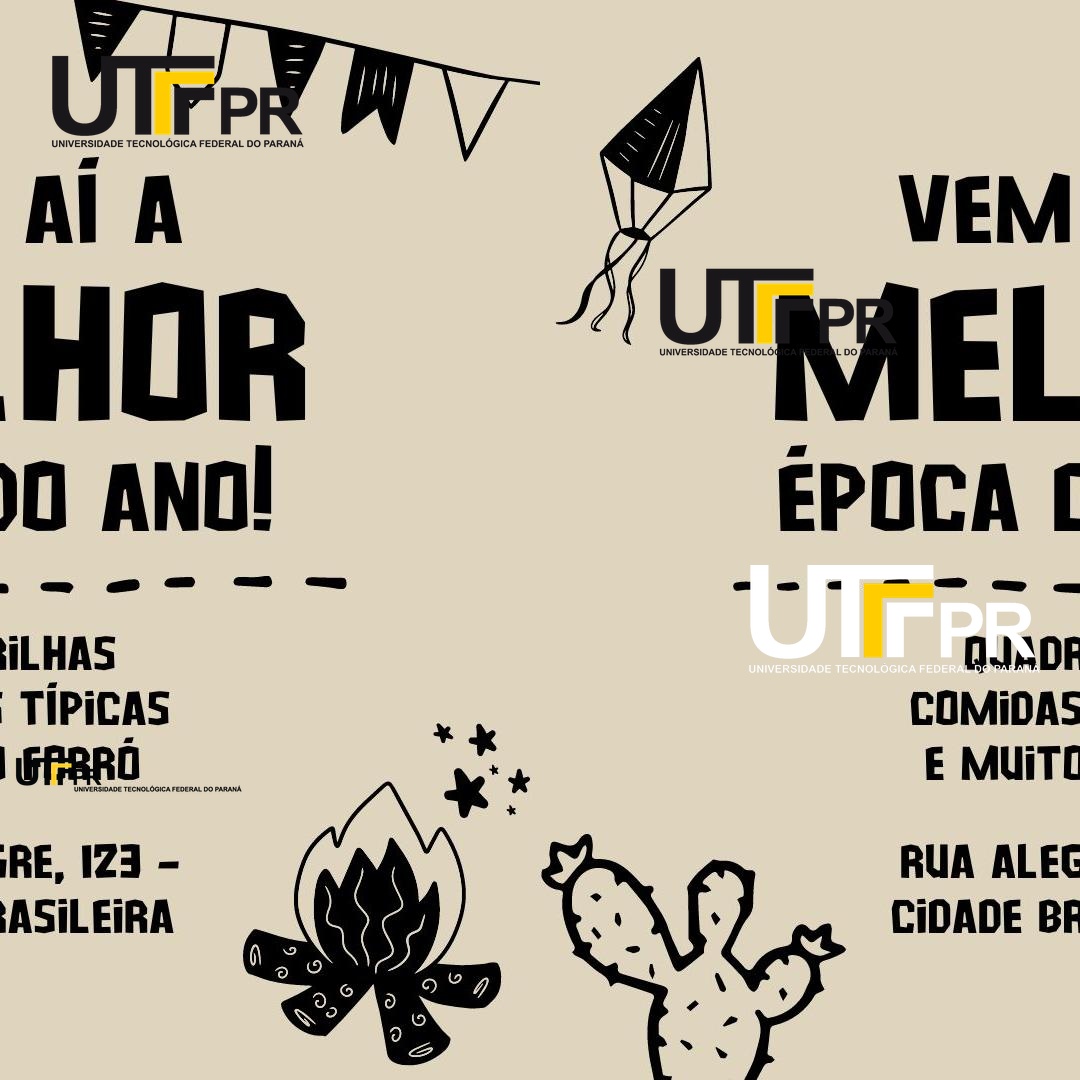 UTFPR
UNIVERSIDADE TECNOLÓGICA FEDERAL DO PARANÁ
AÍ A
LHOR
DO ANO!
RiLHAS
S TÍPiCAS
O FORRÓ
UTFPR
UNIVERSIDADE TECNOLÓGICA FEDERAL DO PARANÁ
GRE, 123 –
RASiLEiRA
VEM
UTFPR
UNIVERSIDADE TECNOLÓGICA FEDERAL DO PARANÁ
MEL
ÉPOCA D
UTFPR
UNIVERSIDADE TECNOLÓGICA FEDERAL DO PARANÁ
QUADR
COMiDAS
E MUiTO
RUA ALEG
CiDADE BR